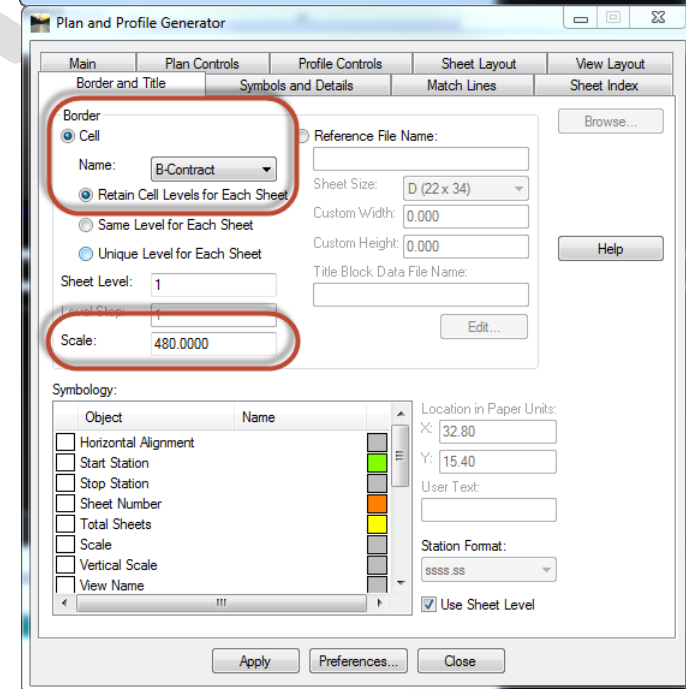 Plan and Profile Generator
Main Plan Controls Profile Controls Sheet Layout View Layout
Border and Title Symbols and Details Match Lines Sheet Index
Border
Cell
Name: B-Contract
Retain Cell Levels for Each Sheet
Same Level for Each Sheet
Unique Level for Each Sheet
Sheet Level: 1
Level Step: 1
Scale: 480.0000
Reference File Name:
Sheet Size: D (22 x 34)
Custom Width: 0.000
Custom Height: 0.000
Title Block Data File Name:
Edit...
Browse...
Help
Symbology:
Object Name
Horizontal Alignment
Start Station
Stop Station
Sheet Number
Total Sheets
Scale
Vertical Scale
View Name
Location in Paper Units:
X: 32.80
Y: 15.40
User Text:
Station Format:
ssss.ss
Use Sheet Level
Apply Preferences... Close